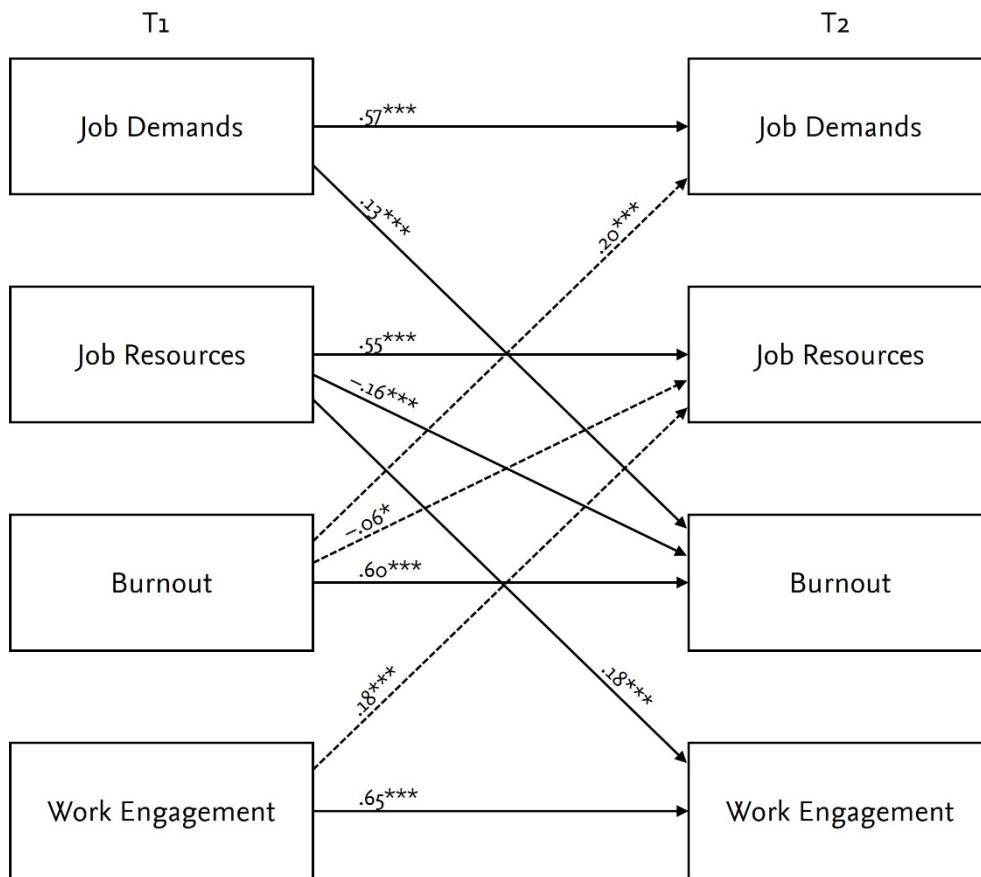 T1
T2
Job Demands
.57***
Job Demands
.13***
.20***
Job Resources
.55***
Job Resources
–.16***
–.06*
Burnout
.60***
Burnout
.18***
.18***
Work Engagement
.65***
Work Engagement